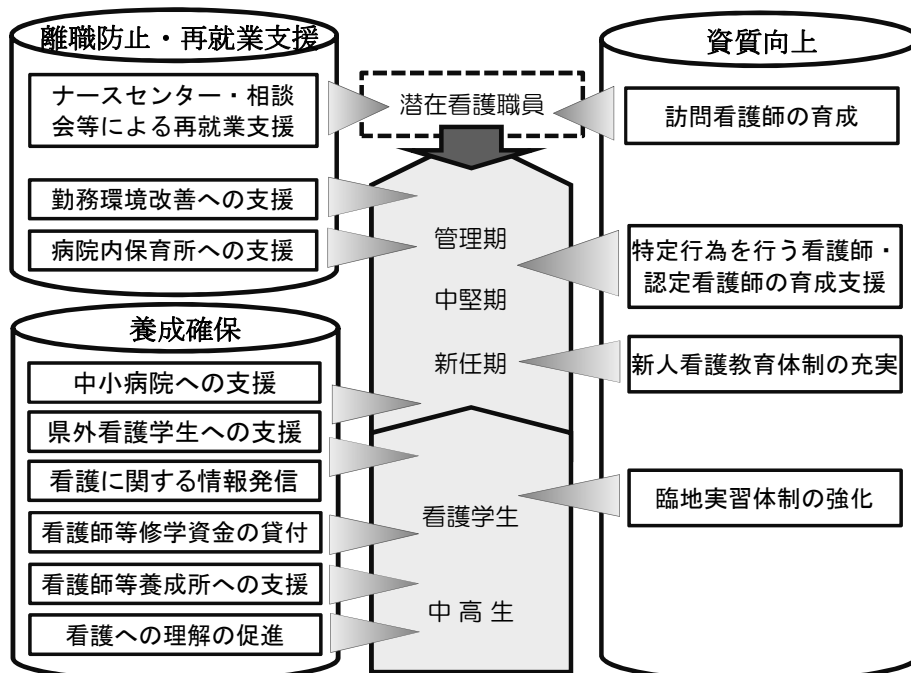 離職防止・再就業支援
ナースセンター・相談
会等による再就業支援
勤務環境改善への支援
病院内保育所への支援
養成確保
中小病院への支援
県外看護学生への支援
看護に関する情報発信
看護師等修学資金の貸付
看護師等養成所への支援
看護への理解の促進
潜在看護職員
管理期
中堅期
新任期
看護学生
中高生
資質向上
訪問看護師の育成
特定行為を行う看護師・
認定看護師の育成支援
新人看護教育体制の充実
臨地実習体制の強化